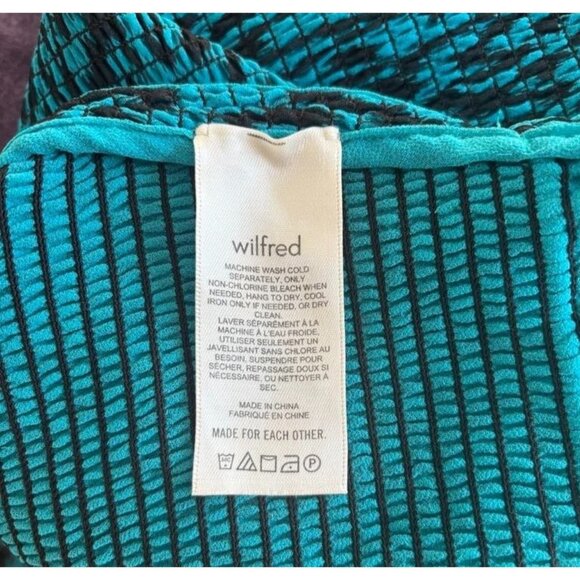 wilfred
MACHINE WASH COLD
SEPARATELY, ONLY
NON-CHLORINE BLEACH WHEN
NEEDED, HANG TO DRY, COOL
IRON ONLY IF NEEDED, OR DRY
CLEAN.
LAVER SÉPARÉMENT À LA
MACHINE À L'EAU FROIDE,
UTILISER SEULEMENT UN
JAVELLISANT SANS CHLORE AU
BESOIN, SUSPENDRE POUR
SÉCHER, REPASSAGE DOUX SI
NÉCESSAIRE, OU NETTOYER À
SEC.
MADE IN CHINA
FABRIQUÉ EN CHINE
MADE FOR EACH OTHER.
P